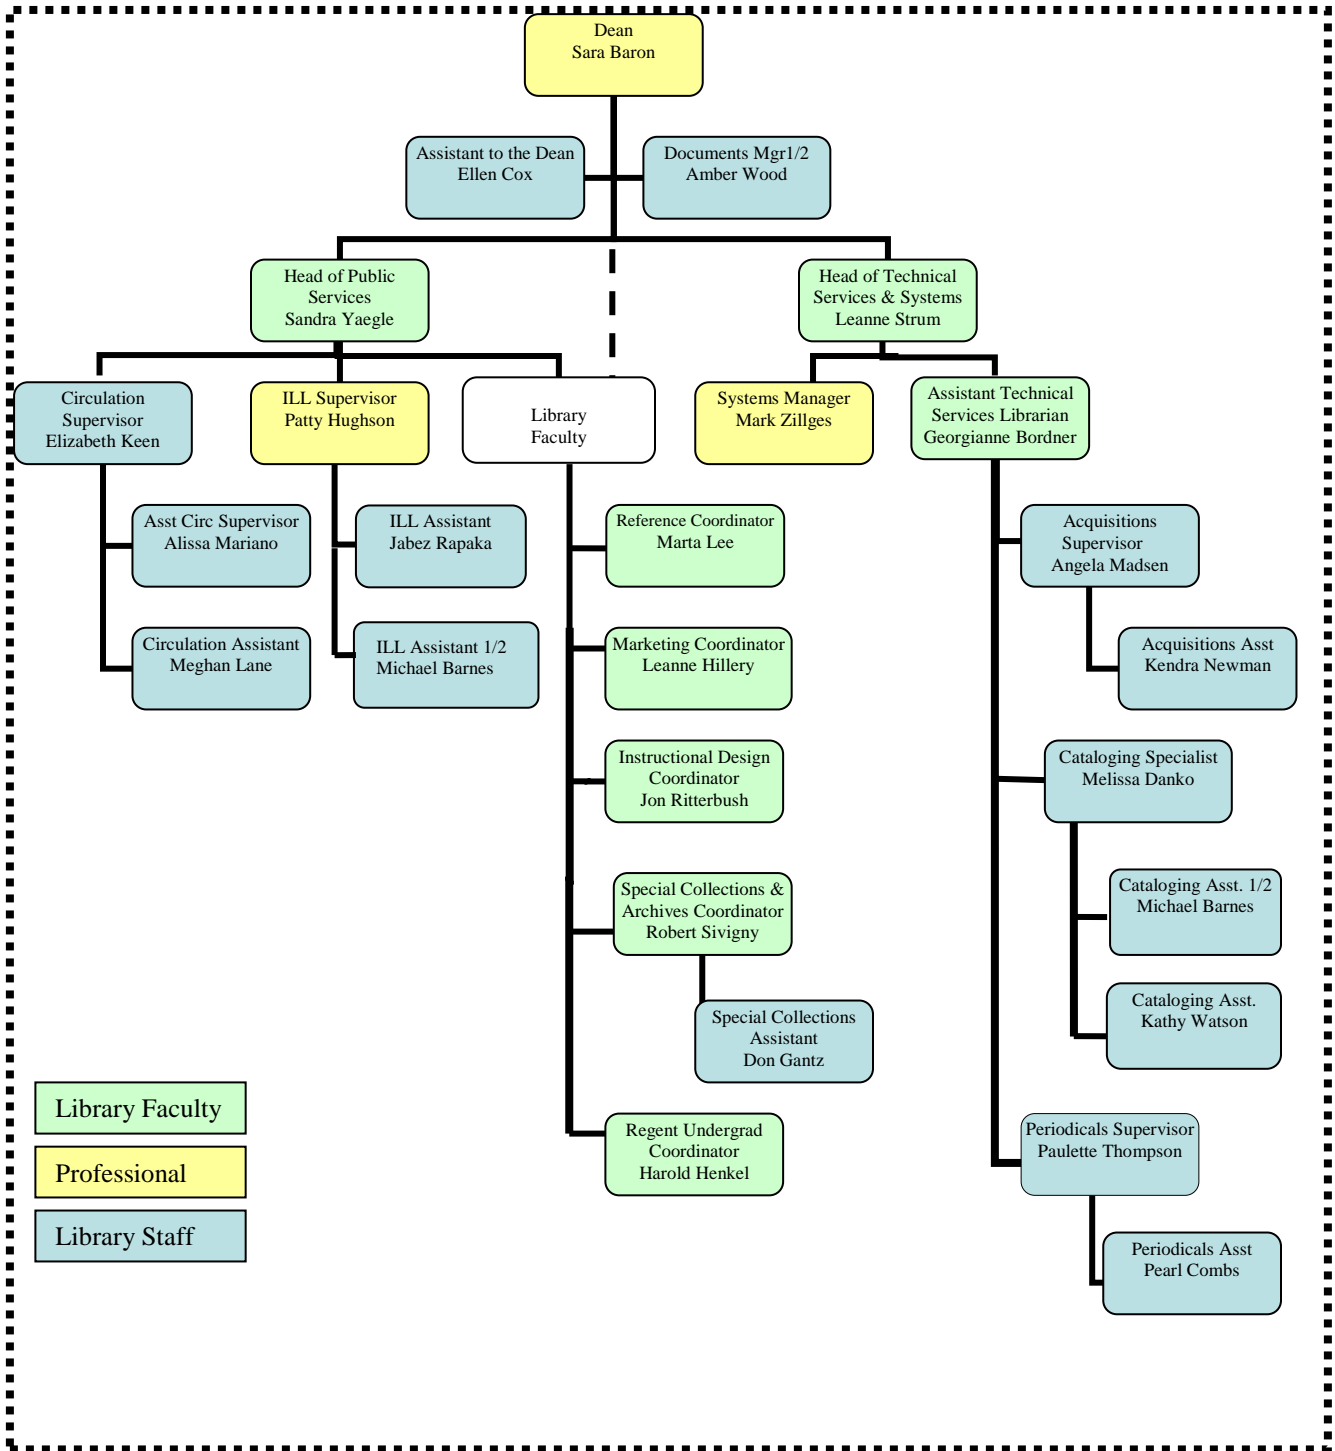 Dean
Sara Baron
Assistant to the Dean
Ellen Cox
Documents Mgr1/2
Amber Wood
Head of Public
Services
Sandra Yaegle
Head of Technical
Services & Systems
Leanne Strum
Circulation
Supervisor
Elizabeth Keen
ILL Supervisor
Patty Hughson
Library
Faculty
Systems Manager
Mark Zillges
Assistant Technical
Services Librarian
Georgianne Bordner
Asst Circ Supervisor
Alissa Mariano
ILL Assistant
Jabez Rapaka
Reference Coordinator
Marta Lee
Acquisitions
Supervisor
Angela Madsen
Circulation Assistant
Meghan Lane
ILL Assistant 1/2
Michael Barnes
Marketing Coordinator
Leanne Hillery
Acquisitions Asst
Kendra Newman
Instructional Design
Coordinator
Jon Ritterbush
Cataloging Specialist
Melissa Danko
Special Collections &
Archives Coordinator
Robert Sivigny
Cataloging Asst. 1/2
Michael Barnes
Special Collections
Assistant
Don Gantz
Cataloging Asst.
Kathy Watson
Library Faculty
Professional
Library Staff
Regent Undergrad
Coordinator
Harold Henkel
Periodicals Supervisor
Paulette Thompson
Periodicals Asst
Pearl Combs